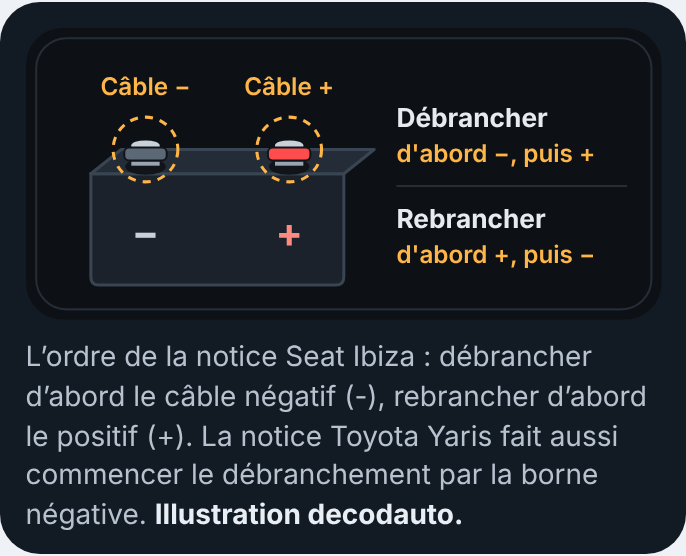 Câble –
Câble +
Débrancher
d'abord –, puis +
Rebrancher
d'abord +, puis –
–
+
L’ordre de la notice Seat Ibiza : débrancher
d’abord le câble négatif (-), rebrancher d’abord
le positif (+). La notice Toyota Yaris fait aussi
commencer le débranchement par la borne
négative. Illustration decodauto.